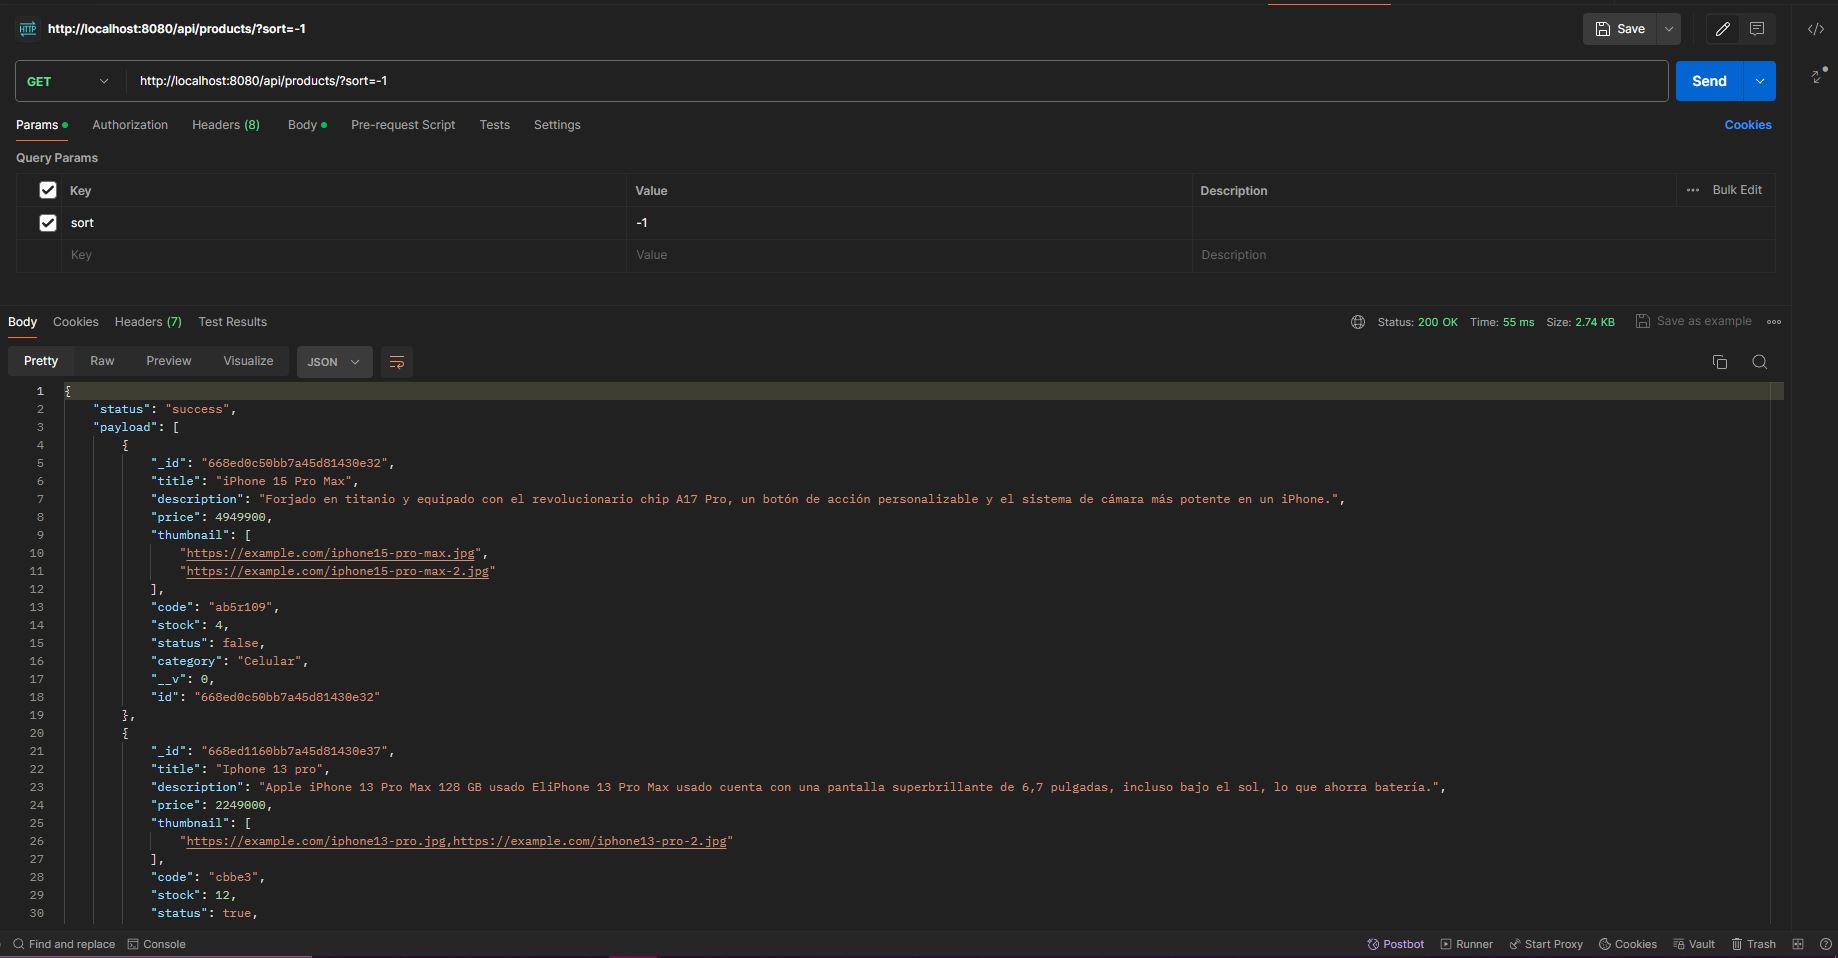 HTTP http://localhost:8080/api/products/?sort=-1 Save
GET http://localhost:8080/api/products/?sort=-1 Send
Params Authorization Headers (8) Body Pre-request Script Tests Settings Cookies
Query Params
Key Value Description Bulk Edit
sort -1
Key Value Description
Body Cookies Headers (7) Test Results Status: 200 OK Time: 55 ms Size: 2.74 KB Save as example
Pretty Raw Preview Visualize JSON
1 {
2 "status": "success",
3 "payload": [
4 {
5 "_id": "668ed0c50bb7a45d81430e32",
6 "title": "iPhone 15 Pro Max",
7 "description": "Forjado en titanio y equipado con el revolucionario chip A17 Pro, un botón de acción personalizable y el sistema de cámara más potente en un iPhone.",
8 "price": 4949900,
9 "thumbnail": [
10 "https://example.com/iphone15-pro-max.jpg",
11 "https://example.com/iphone15-pro-max-2.jpg"
12 ],
13 "code": "ab5r109",
14 "stock": 4,
15 "status": false,
16 "category": "Celular",
17 "__v": 0,
18 "id": "668ed0c50bb7a45d81430e32"
19 },
20 {
21 "_id": "668ed1160bb7a45d81430e37",
22 "title": "Iphone 13 pro",
23 "description": "Apple iPhone 13 Pro Max 128 GB usado EliPhone 13 Pro Max usado cuenta con una pantalla superbrillante de 6,7 pulgadas, incluso bajo el sol, lo que ahorra batería.",
24 "price": 2249000,
25 "thumbnail": [
26 "https://example.com/iphone13-pro.jpg,https://example.com/iphone13-pro-2.jpg"
27 ],
28 "code": "cbbe3",
29 "stock": 12,
30 "status": true,
Find and replace Console Postbot Runner Start Proxy Cookies Vault Trash